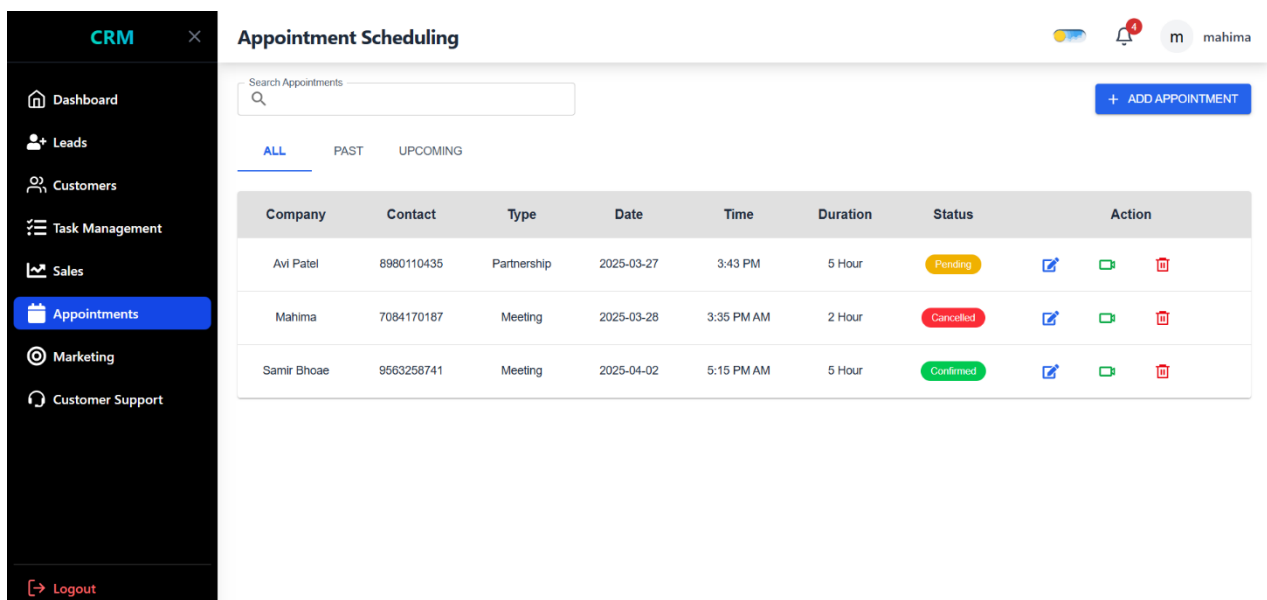 CRM
Dashboard
Leads
Customers
Task Management
Sales
Appointments
Marketing
Customer Support
Logout
Appointment Scheduling
4
m mahima
Search Appointments
+ ADD APPOINTMENT
ALL PAST UPCOMING
Company Contact Type Date Time Duration Status Action
Avi Patel 8980110435 Partnership 2025-03-27 3:43 PM 5 Hour Pending
Mahima 7084170187 Meeting 2025-03-28 3:35 PM AM 2 Hour Cancelled
Samir Bhoae 9563258741 Meeting 2025-04-02 5:15 PM AM 5 Hour Confirmed